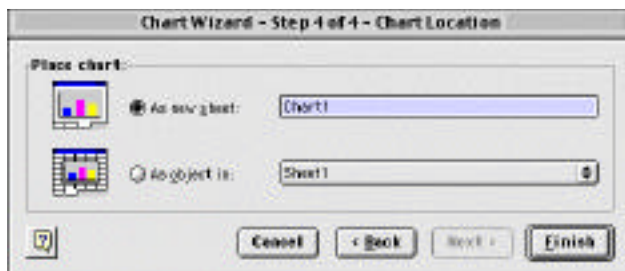 Chart Wizard - Step 4 of 4 - Chart Location
Place chart:
As new sheet: Chart1
As object in: Sheet1
? Cancel < Back Next > Finish